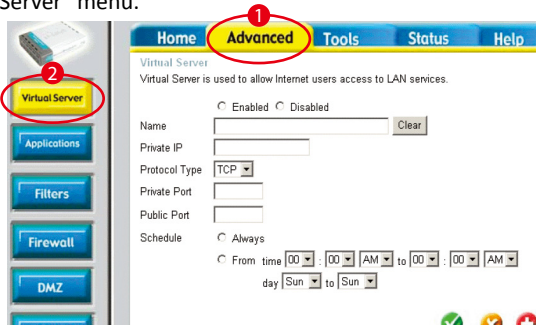 Server" menu.
1
Home Advanced Tools Status Help
2
Virtual Server
Applications
Filters
Firewall
DMZ
Virtual Server
Virtual Server is used to allow Internet users access to LAN services.
Enabled Disabled
Name Clear
Private IP
Protocol Type TCP
Private Port
Public Port
Schedule Always
From time 00 : 00 AM to 00 : 00 AM
day Sun to Sun